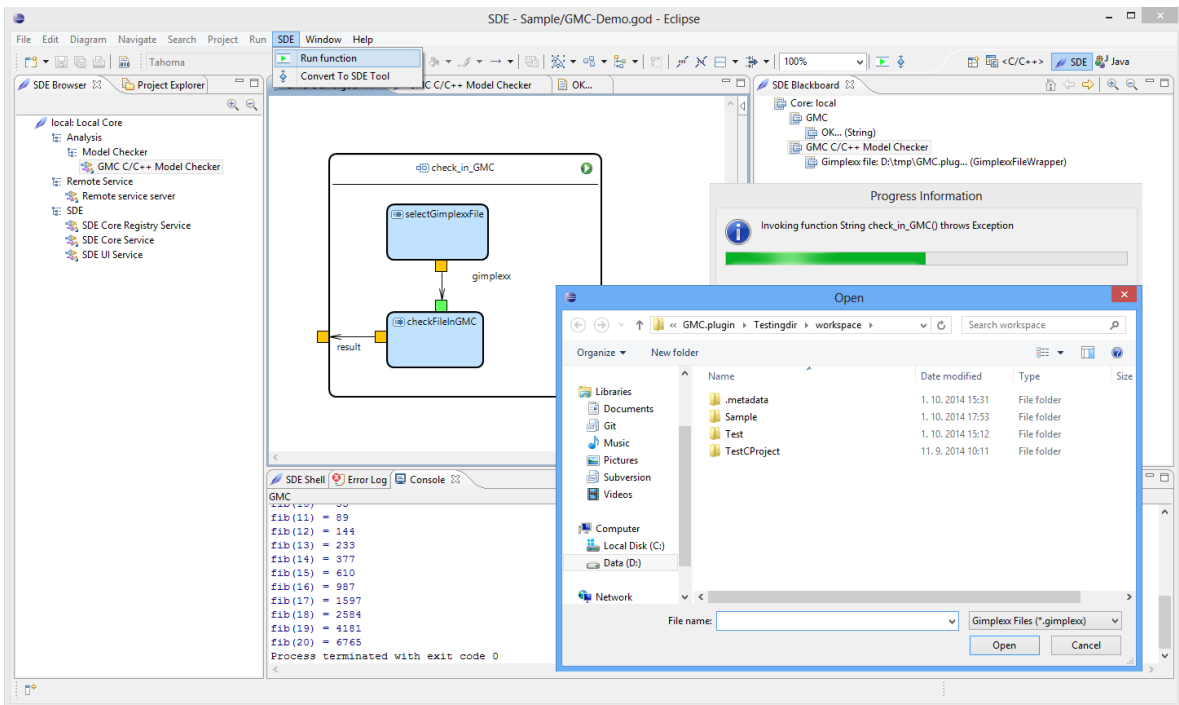 SDE - Sample/GMC-Demo.god - Eclipse
File Edit Diagram Navigate Search Project Run SDE Window Help
Run function
Convert To SDE Tool
Tahoma
100%
<C/C++> SDE Java
SDE Browser Project Explorer
C/C++ Model Checker
OK...
SDE Blackboard
local: Local Core
Analysis
Model Checker
GMC C/C++ Model Checker
Remote Service
Remote service server
SDE
SDE Core Registry Service
SDE Core Service
SDE UI Service
check_in_GMC
selectGimplexxFile
gimplexx
checkFileInGMC
result
Core: local
GMC
OK... (String)
GMC C/C++ Model Checker
Gimplexx file: D:\tmp\GMC.plug... (GimplexxFileWrapper)
Progress Information
Invoking function String check_in_GMC() throws Exception
Open
« GMC.plugin Testingdir workspace
Search workspace
Organize New folder
Name Date modified Type Size
Libraries
Documents
Git
Music
Pictures
Subversion
Videos
Computer
Local Disk (C:)
Data (D:)
Network
.metadata 1. 10. 2014 15:31 File folder
Sample 1. 10. 2014 17:53 File folder
Test 1. 10. 2014 15:12 File folder
TestCProject 11. 9. 2014 10:11 File folder
File name:
Gimplexx Files (*.gimplexx)
Open Cancel
SDE Shell Error Log Console
GMC
fib(11) = 89
fib(12) = 144
fib(13) = 233
fib(14) = 377
fib(15) = 610
fib(16) = 987
fib(17) = 1597
fib(18) = 2584
fib(19) = 4181
fib(20) = 6765
Process terminated with exit code 0